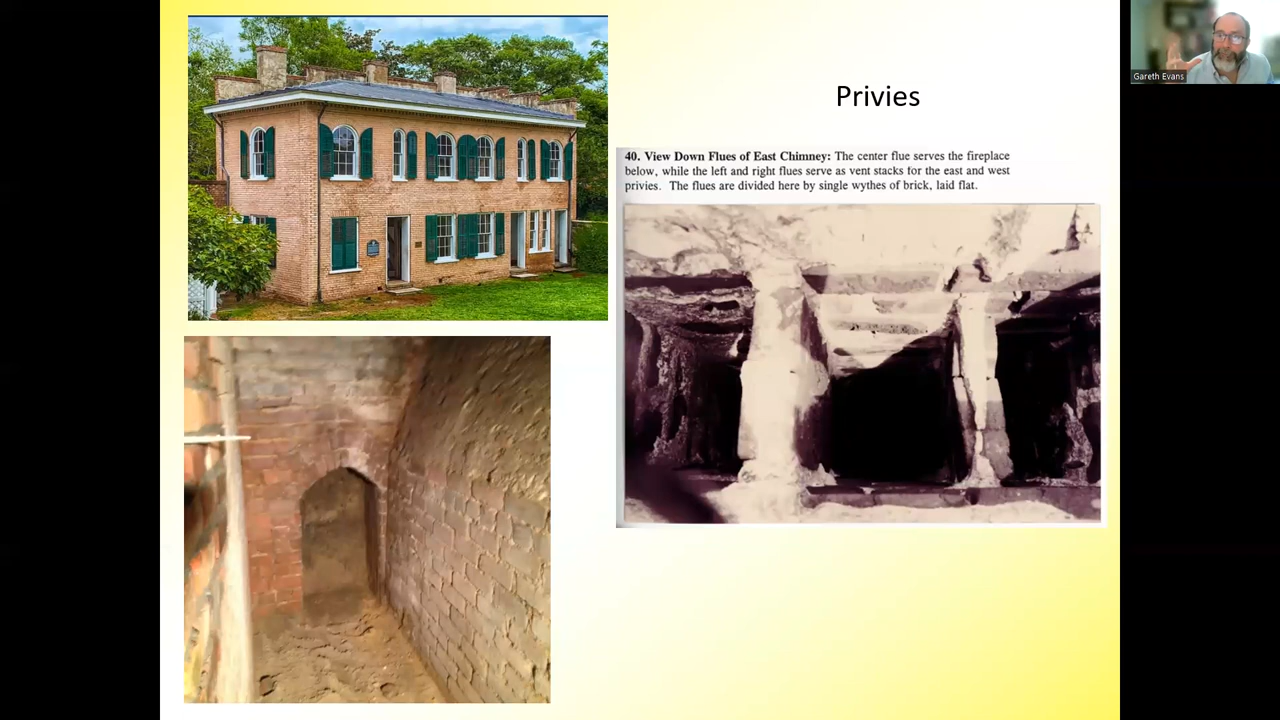 Privies
40. View Down Flues of East Chimney: The center flue serves the fireplace
below, while the left and right flues serve as vent stacks for the east and west
privies. The flues are divided here by single wythes of brick, laid flat.
Gareth Evans